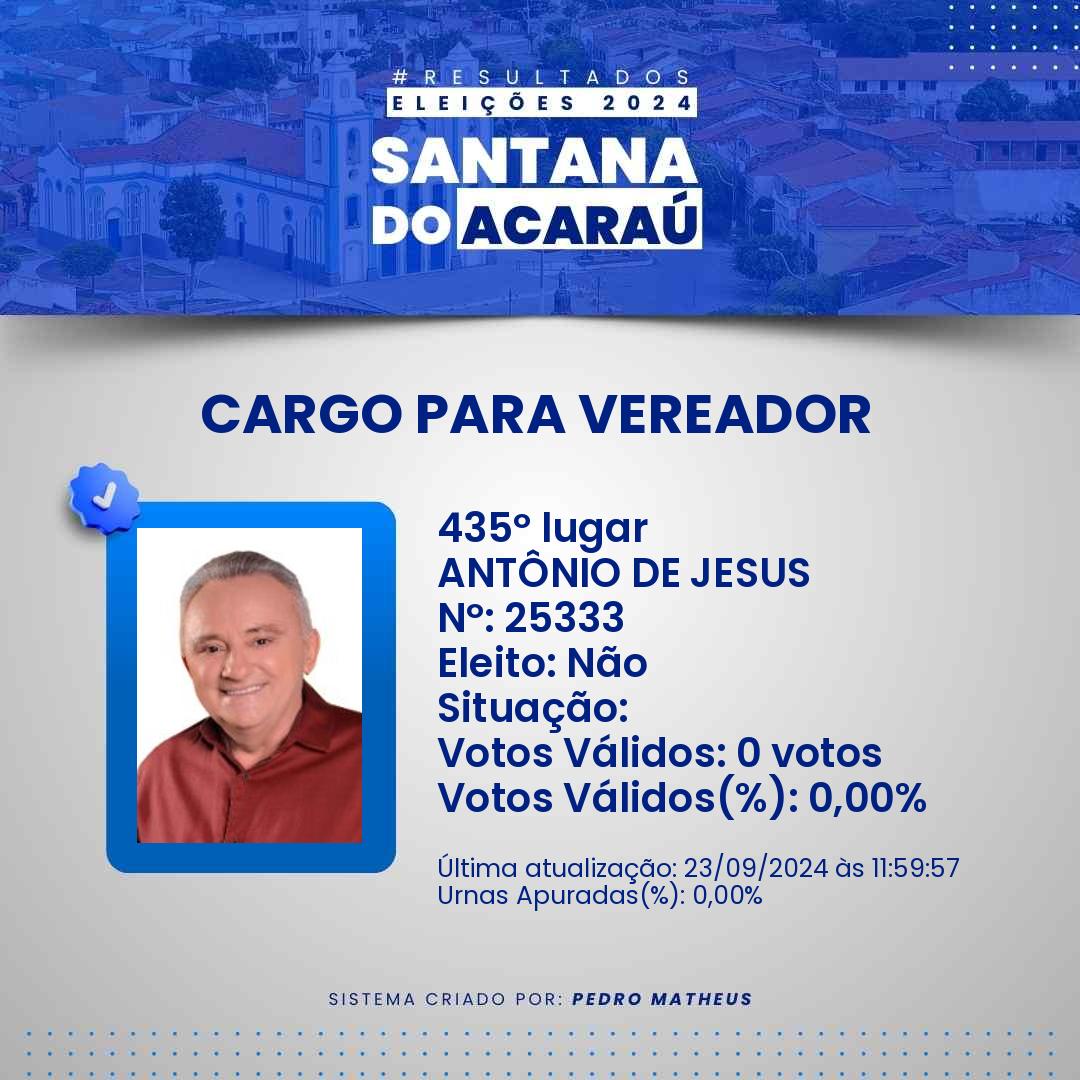 #RESULTADOS
ELEIÇÕES 2024
SANTANA
DO ACARAÚ
CARGO PARA VEREADOR
435º lugar
ANTÔNIO DE JESUS
Nº: 25333
Eleito: Não
Situação:
Votos Válidos: 0 votos
Votos Válidos(%): 0,00%
Última atualização: 23/09/2024 às 11:59:57
Urnas Apuradas(%): 0,00%
SISTEMA CRIADO POR: PEDRO MATHEUS